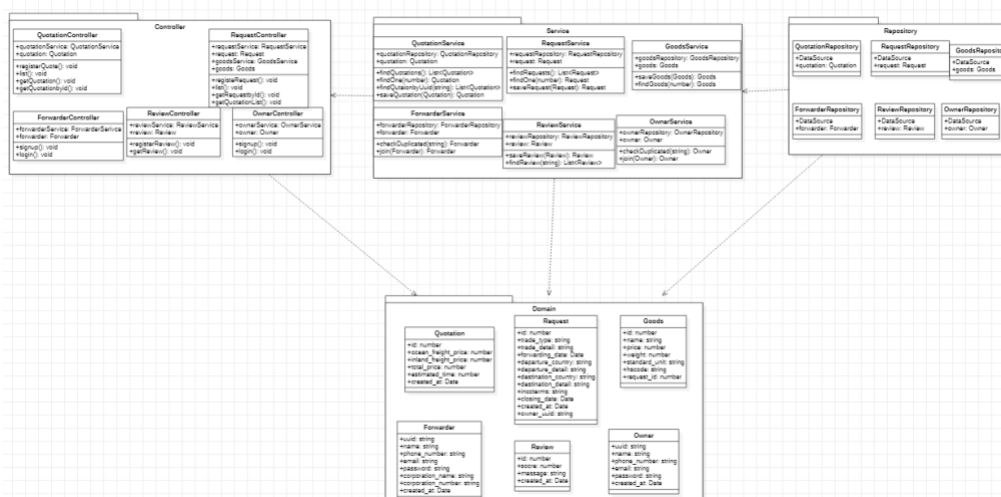 Controller
QuotationController
+quotationService: QuotationService
+quotation: Quotation
+registerQuote(): void
+list(): void
+getQuotation(): void
+getQuotationbyid(): void
RequestController
+requestService: RequestService
+request: Request
+goodsService: GoodsService
+goods: Goods
+registerRequest(): void
+list(): void
+getRequestbyid(): void
+getQuotationList(): void
ForwarderController
+forwarderService: ForwarderService
+forwarder: Forwarder
+signup(): void
+login(): void
ReviewController
+reviewService: ReviewService
+review: Review
+registerReview(): void
+getReview(): void
OwnerController
+ownerService: OwnerService
+owner: Owner
+signup(): void
+login(): void
Service
QuotationService
+quotationRepository: QuotationRepository
+quotation: Quotation
+findQuotations(): List<Quotation>
+findOne(number): Quotation
+saveQuotation(Quotation): Quotation
RequestService
+requestRepository: RequestRepository
+request: Request
+findRequests(): List<Request>
+findOne(number): Request
+saveRequest(Request): Request
GoodsService
+goodsRepository: GoodsRepository
+goods: Goods
+saveGoods(Goods): Goods
+findGoods(number): Goods
ForwarderService
+forwarderRepository: ForwarderRepository
+forwarder: Forwarder
+checkDuplicated(string): Forwarder
+join(Forwarder): Forwarder
ReviewService
+reviewRepository: ReviewRepository
+review: Review
+saveReview(Review): Review
+findReview(string): List<Review>
OwnerService
+ownerRepository: OwnerRepository
+owner: Owner
+checkDuplicated(string): Owner
+join(Owner): Owner
Repository
QuotationRepository
+DataSource
+quotation: Quotation
RequestRepository
+DataSource
+request: Request
GoodsReposit
+DataSource
+goods: Goods
ForwarderRepository
+DataSource
+forwarder: Forwarder
ReviewRepository
+DataSource
+review: Review
OwnerRepository
+DataSource
+owner: Owner
Domain
Quotation
+id: number
+ocean_freight_price: number
+inland_freight_price: number
+total_price: number
+estimated_time: number
+created_at: Date
Request
+id: number
+trade_type: string
+trade_detail: string
+forwarding_date: Date
+departure_country: string
+departure_detail: string
+destination_country: string
+destination_detail: string
+incoterms: string
+closing_date: Date
+created_at: Date
+owner_uuid: string
Goods
+id: number
+name: string
+price: number
+weight: number
+standard_unit: string
+hscode: string
+request_id: number
Forwarder
+uuid: string
+name: string
+phone_number: string
+email: string
+password: string
+corporation_name: string
+corporation_number: string
+created_at: Date
Review
+id: number
+score: number
+message: string
+created_at: Date
Owner
+uuid: string
+name: string
+phone_number: string
+email: string
+password: string
+created_at: Date